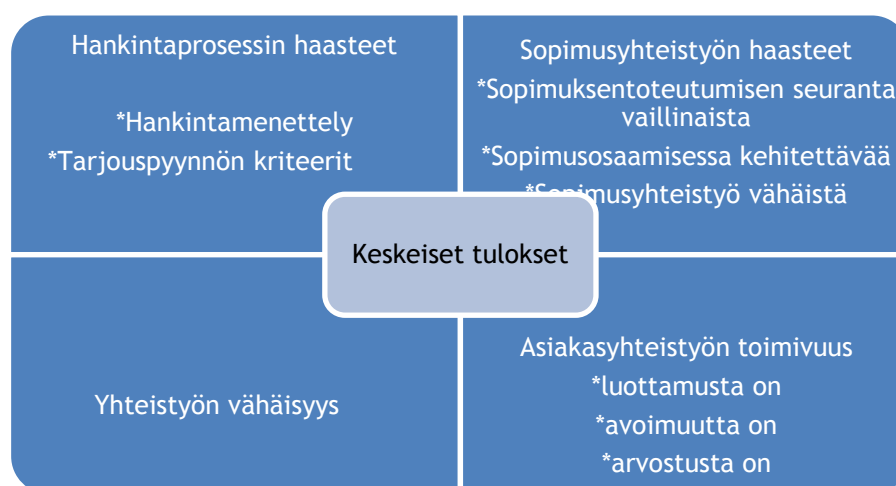 Hankintaprosessin haasteet
*Hankintamenettely
*Tarjouspyynnön kriteerit
Sopimusyhteistyön haasteet
*Sopimuksentoteutumisen seuranta
vaillinaista
*Sopimusosaamisessa kehitettävää
*Sopimusyhteistyö vähäistä
Keskeiset tulokset
Yhteistyön vähäisyys
Asiakasyhteistyön toimivuus
*luottamusta on
*avoimuutta on
*arvostusta on